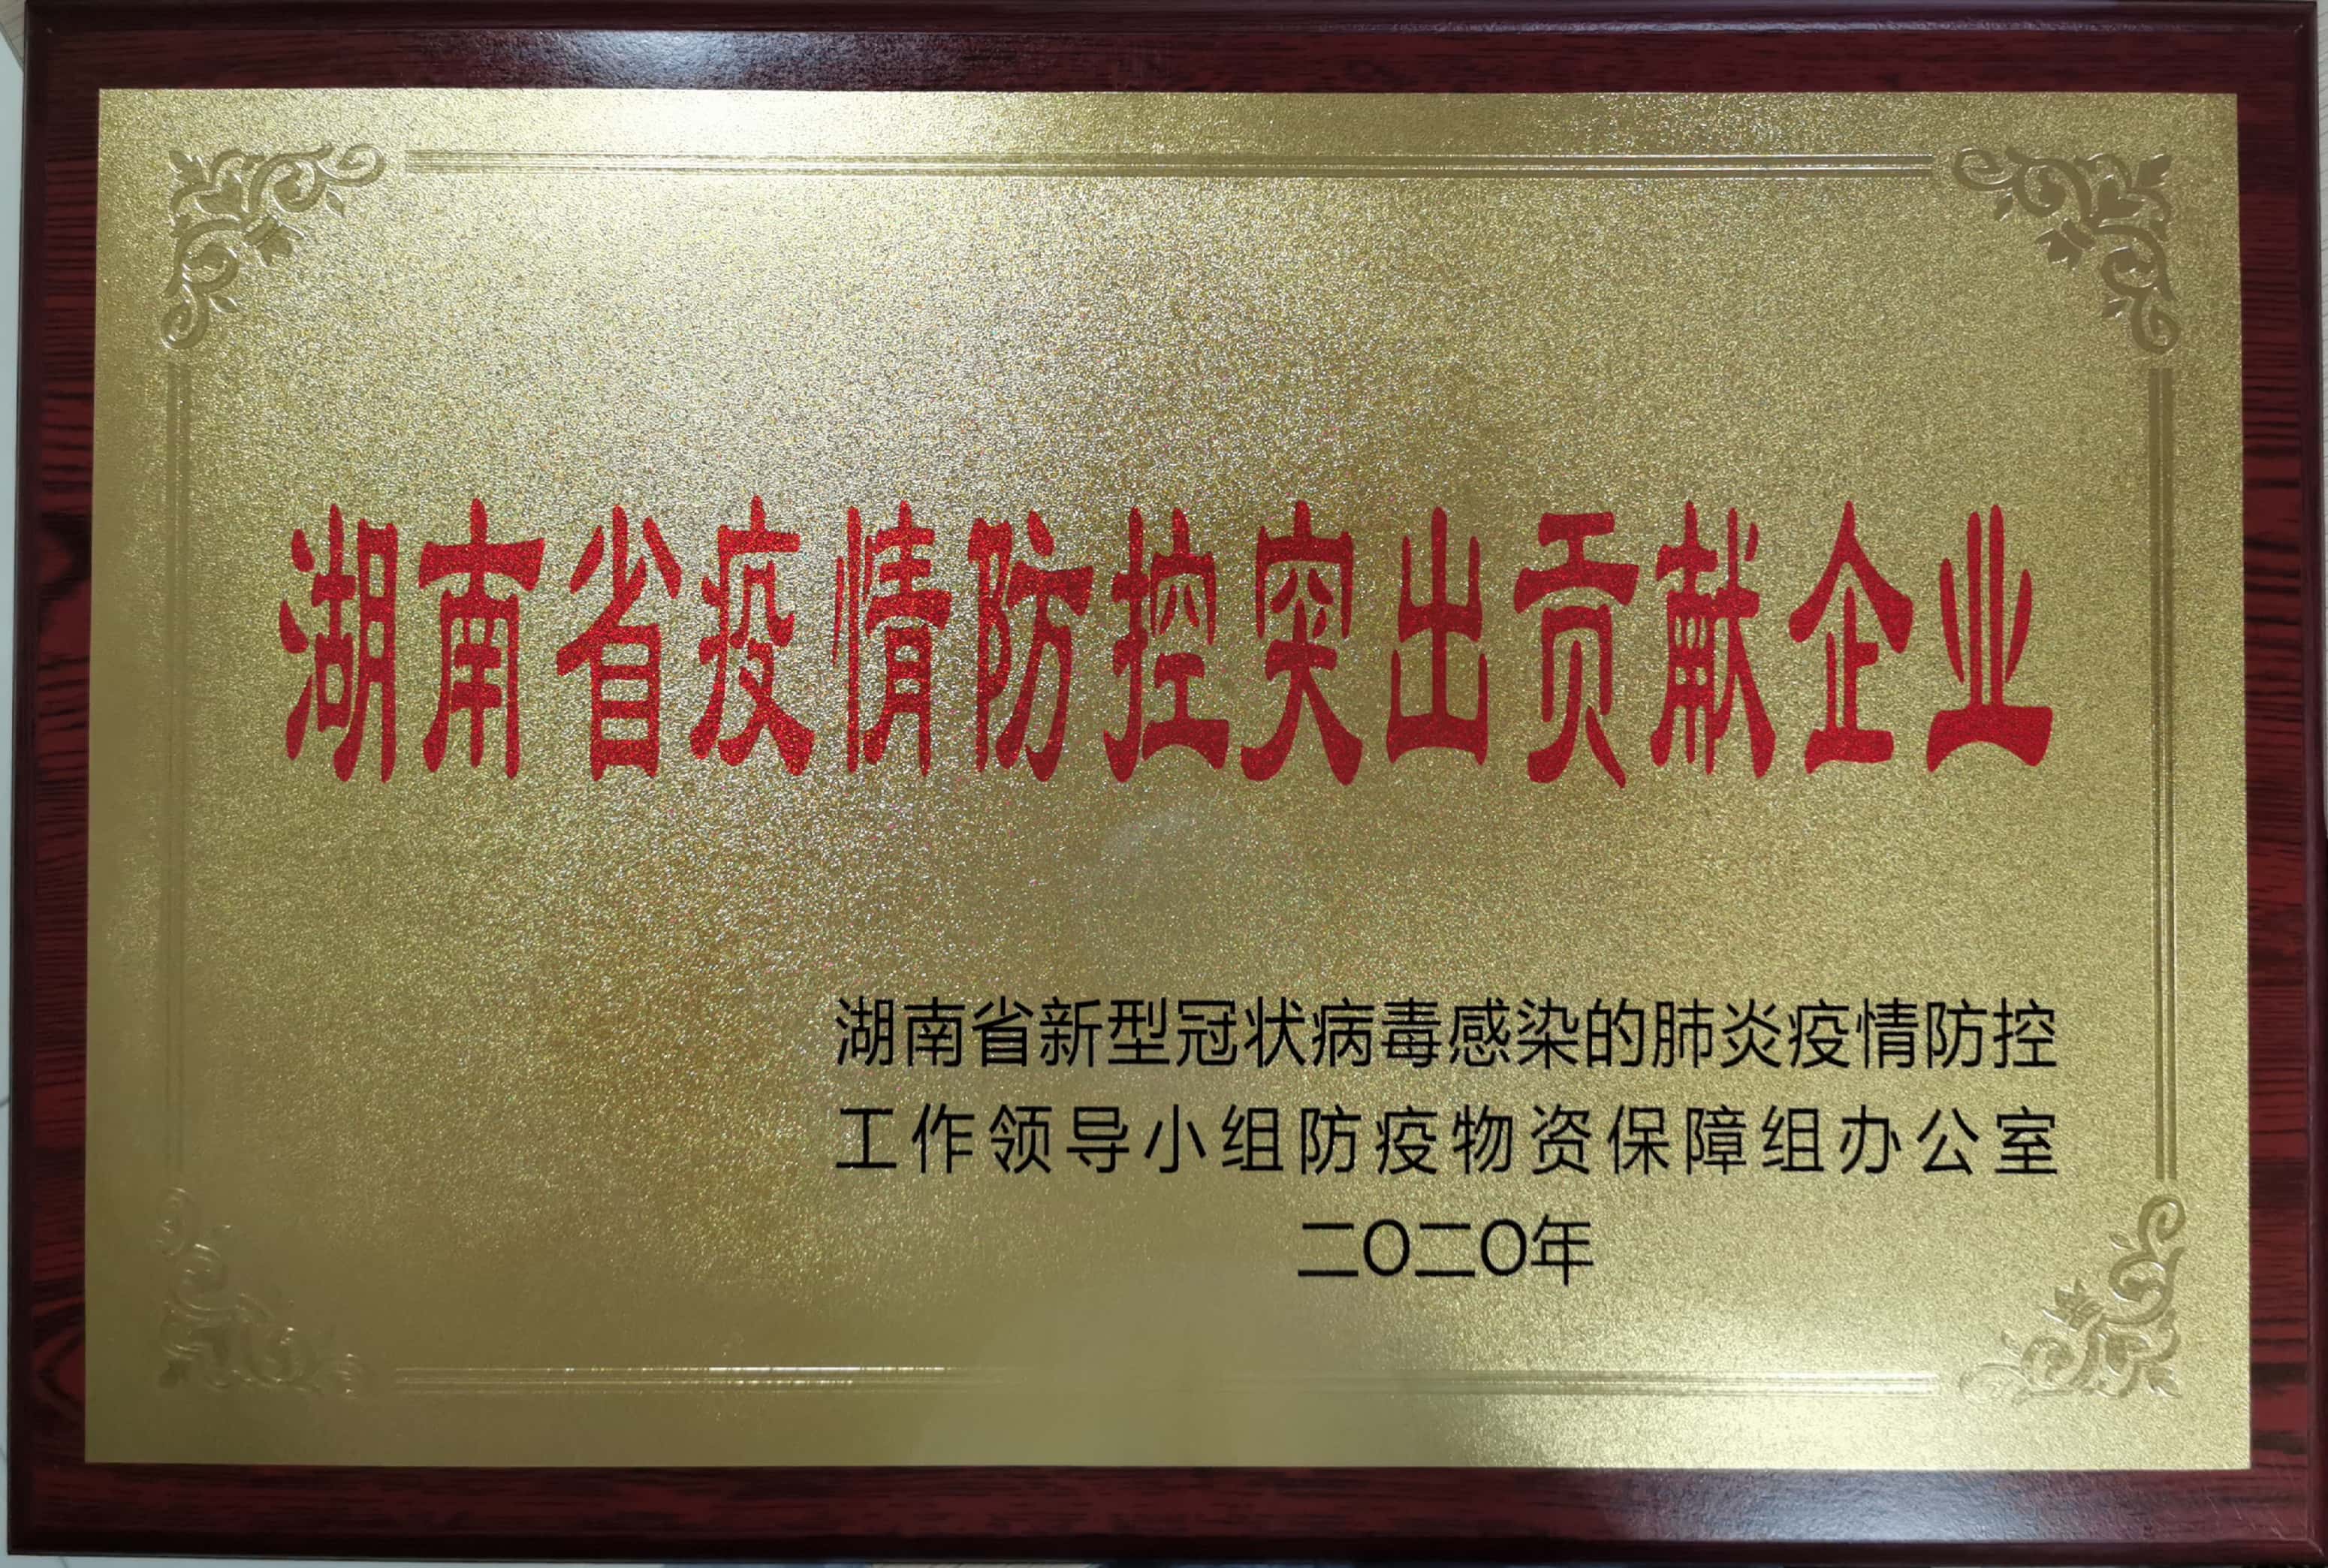 湖南省疫情防控突出贡献企业
湖南省新型冠状病毒感染的肺炎疫情防控
工作领导小组防疫物资保障组办公室
二〇二〇年